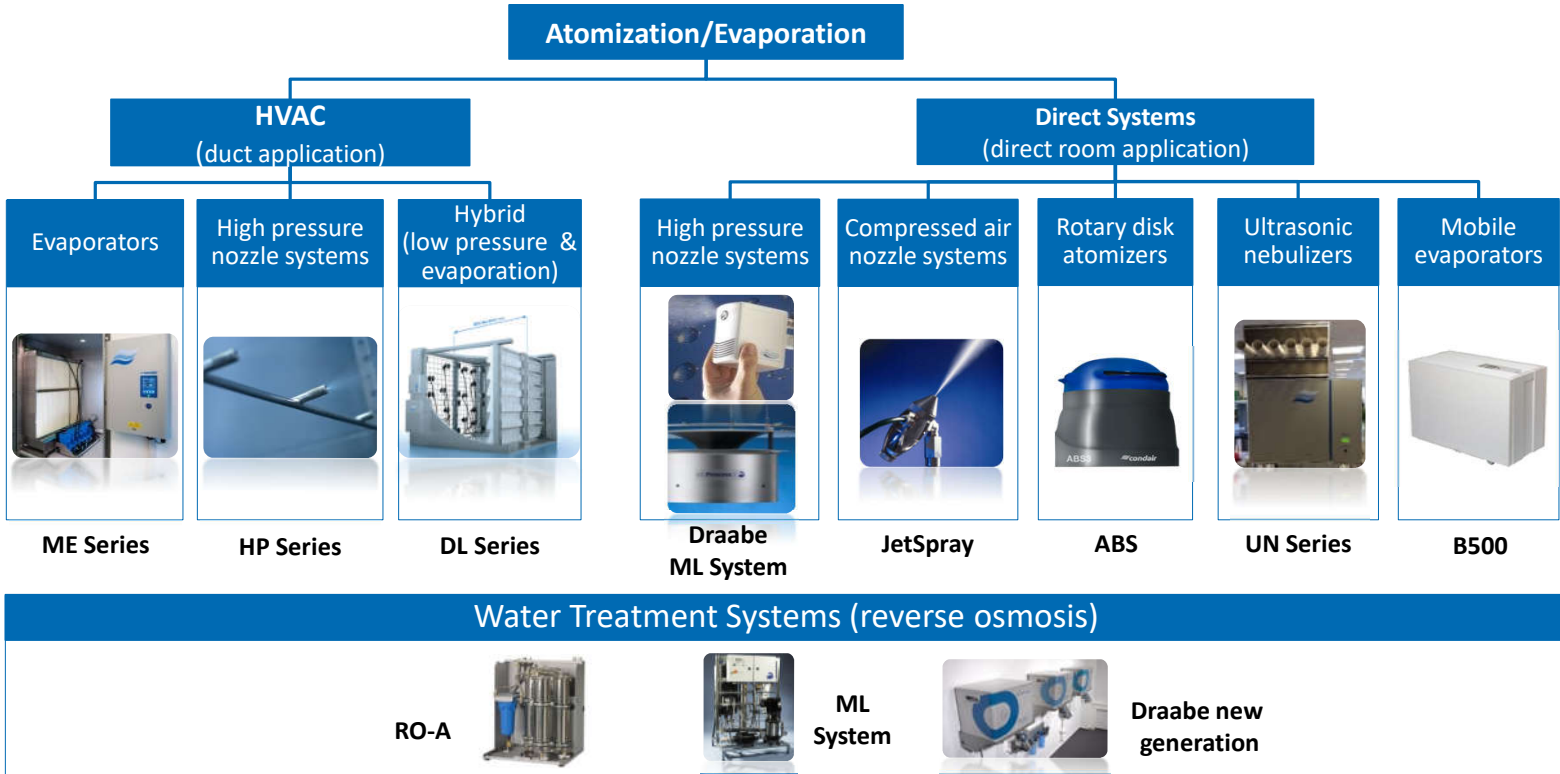 Atomization/Evaporation
HVAC
(duct application)
Direct Systems
(direct room application)
Evaporators
High pressure
nozzle systems
Hybrid
(low pressure &
evaporation)
High pressure
nozzle systems
Compressed air
nozzle systems
Rotary disk
atomizers
Ultrasonic
nebulizers
Mobile
evaporators
ABS3
condair
ME Series
HP Series
DL Series
Draabe
ML System
JetSpray
ABS
UN Series
B500
Water Treatment Systems (reverse osmosis)
RO-A
ML
System
Draabe new
generation